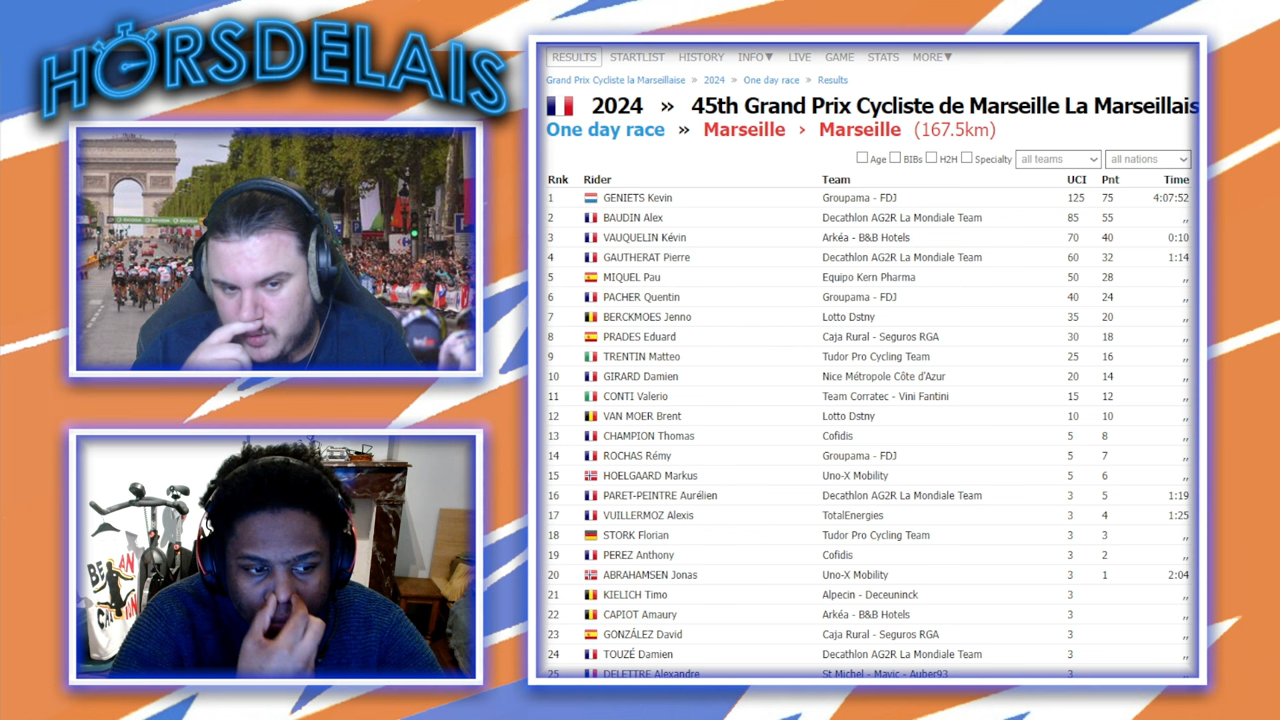 HORSDELAIS
RESULTS STARTLIST HISTORY INFO▼ LIVE GAME STATS MORE▼
Grand Prix Cycliste la Marseillaise » 2024 » One day race » Results
2024 » 45th Grand Prix Cycliste de Marseille La Marseillais
One day race » Marseille › Marseille (167.5km)
Age BIBs H2H Specialty all teams all nations
Rnk Rider Team UCI Pnt Time
1 GENIETS Kevin Groupama - FDJ 125 75 4:07:52
2 BAUDIN Alex Decathlon AG2R La Mondiale Team 85 55 ,,
3 VAUQUELIN Kévin Arkéa - B&B Hotels 70 40 0:10
4 GAUTHERAT Pierre Decathlon AG2R La Mondiale Team 60 32 1:14
5 MIQUEL Pau Equipo Kern Pharma 50 28 ,,
6 PACHER Quentin Groupama - FDJ 40 24 ,,
7 BERCKMOES Jenno Lotto Dstny 35 20 ,,
8 PRADES Eduard Caja Rural - Seguros RGA 30 18 ,,
9 TRENTIN Matteo Tudor Pro Cycling Team 25 16 ,,
10 GIRARD Damien Nice Métropole Côte d'Azur 20 14 ,,
11 CONTI Valerio Team Corratec - Vini Fantini 15 12 ,,
12 VAN MOER Brent Lotto Dstny 10 10 ,,
13 CHAMPION Thomas Cofidis 5 8 ,,
14 ROCHAS Rémy Groupama - FDJ 5 7 ,,
15 HOELGAARD Markus Uno-X Mobility 5 6 ,,
16 PARET-PEINTRE Aurélien Decathlon AG2R La Mondiale Team 3 5 1:19
17 VUILLERMOZ Alexis TotalEnergies 3 4 1:25
18 STORK Florian Tudor Pro Cycling Team 3 3 ,,
19 PEREZ Anthony Cofidis 3 2 ,,
20 ABRAHAMSEN Jonas Uno-X Mobility 3 1 2:04
21 KIELICH Timo Alpecin - Deceuninck 3 ,,
22 CAPIOT Amaury Arkéa - B&B Hotels 3 ,,
23 GONZÁLEZ David Caja Rural - Seguros RGA 3 ,,
24 TOUZÉ Damien Decathlon AG2R La Mondiale Team 3 ,,
25 DELETTRE Alexandre St Michel - Mavic - Auber93 3